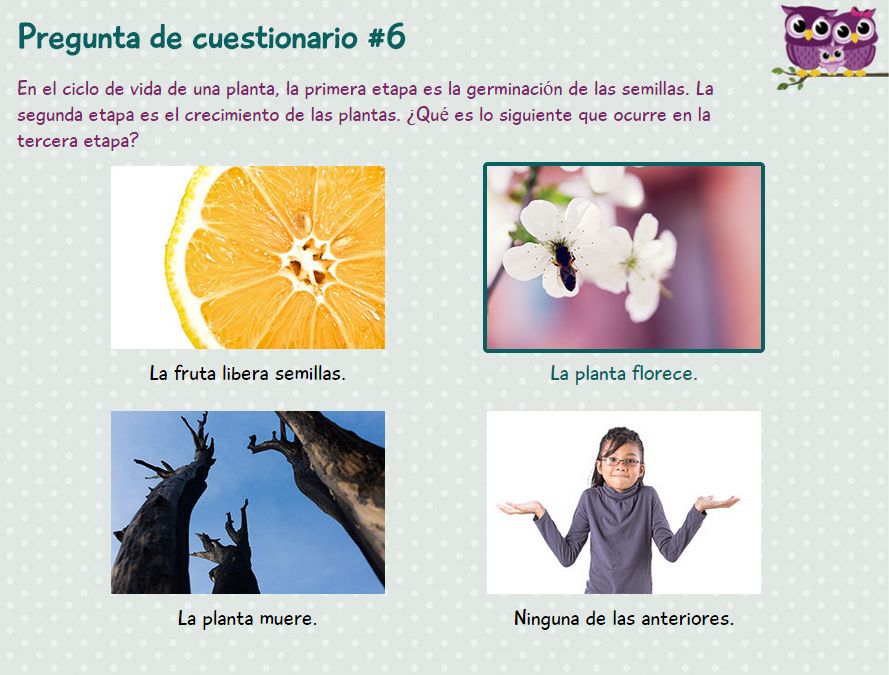 Pregunta de cuestionario #6
En el ciclo de vida de una planta, la primera etapa es la germinación de las semillas. La
segunda etapa es el crecimiento de las plantas. ¿Qué es lo siguiente que ocurre en la
tercera etapa?
La fruta libera semillas.
La planta florece.
La planta muere.
Ninguna de las anteriores.